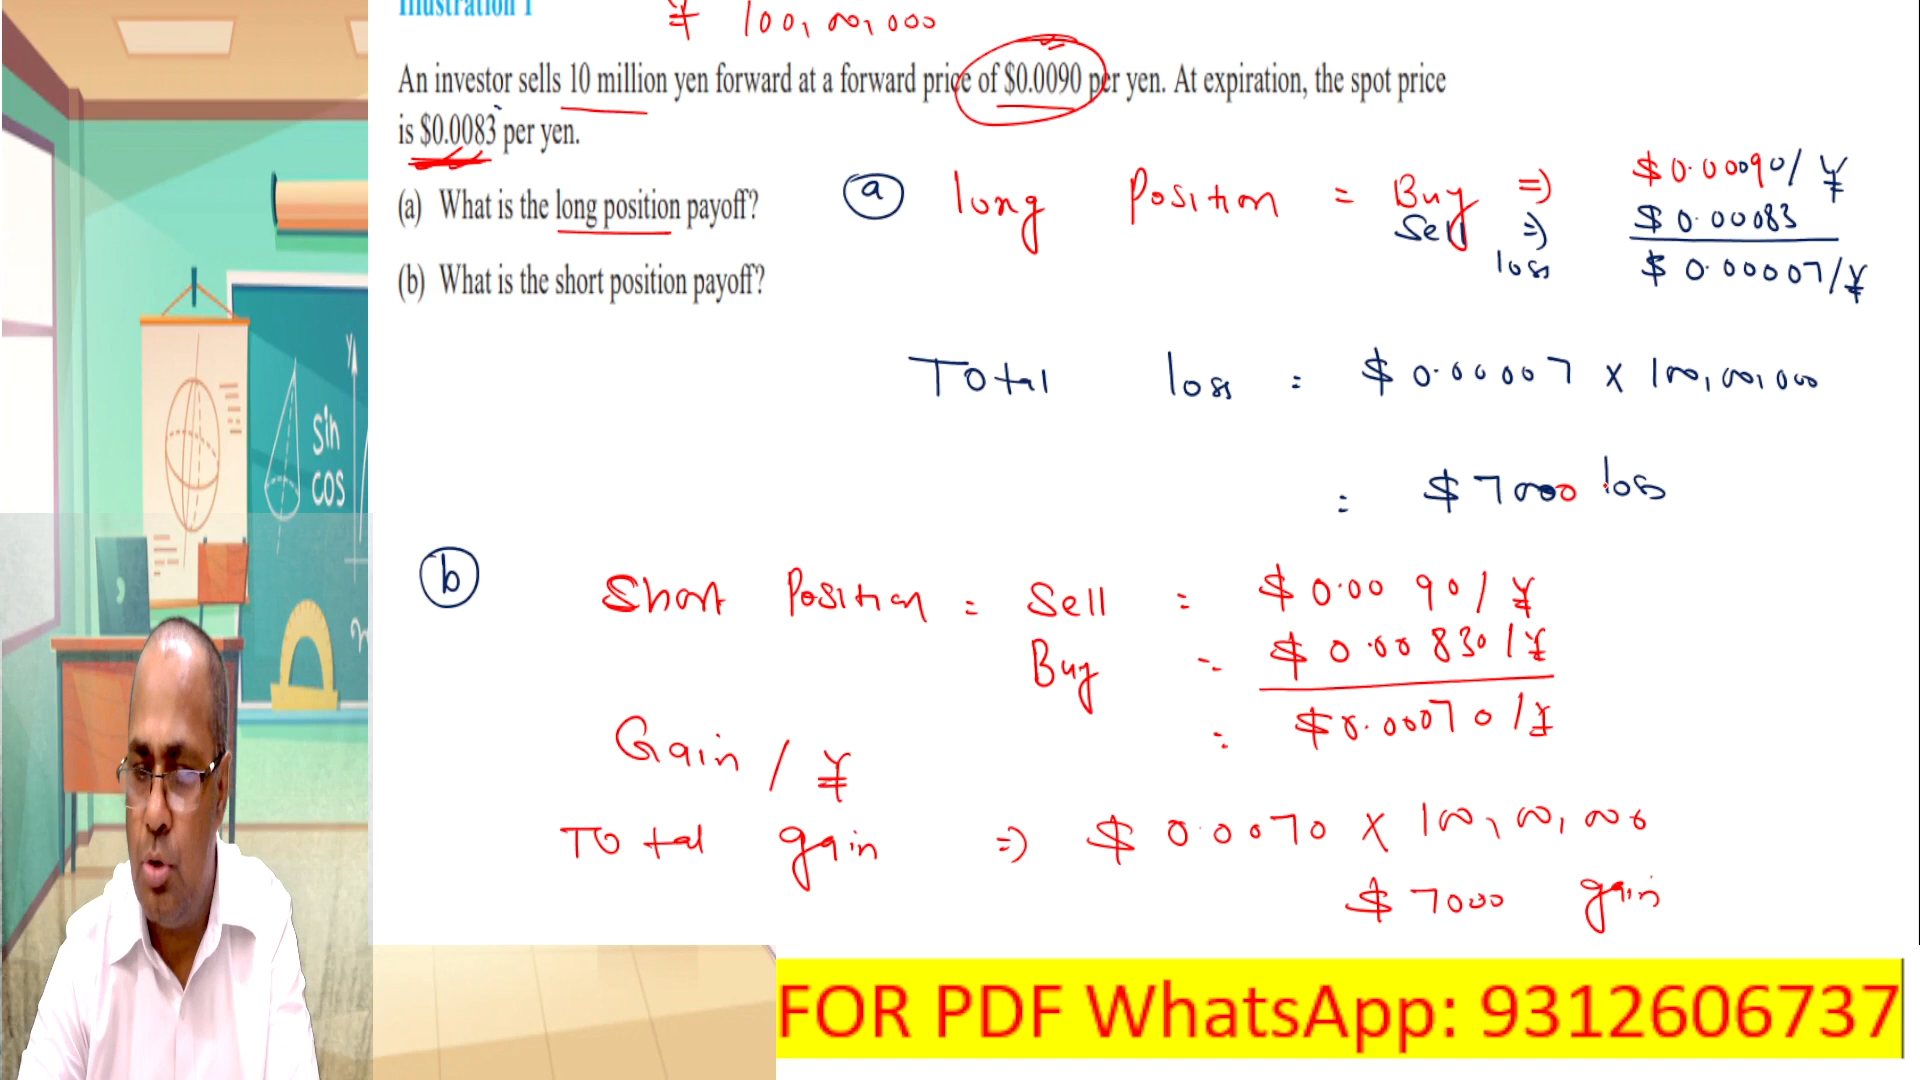 Illustration 1
¥ 100,00,000
An investor sells 10 million yen forward at a forward price of $0.0090 per yen. At expiration, the spot price
is $0.0083 per yen.
(a) What is the long position payoff?
(b) What is the short position payoff?
a long Position = Buy => $0.00090/¥
Sell => $0.00083
loss $0.00007/¥
Total loss = $0.00007 x 100,00,000
= $7000 loss
b Short Position = Sell = $0.0090/¥
Buy = $0.00830/¥
Gain/¥ = $0.00070/¥
Total gain => $0.0070 x 100,00,000
$7000 gain
sin
cos
Y
FOR PDF WhatsApp: 9312606737